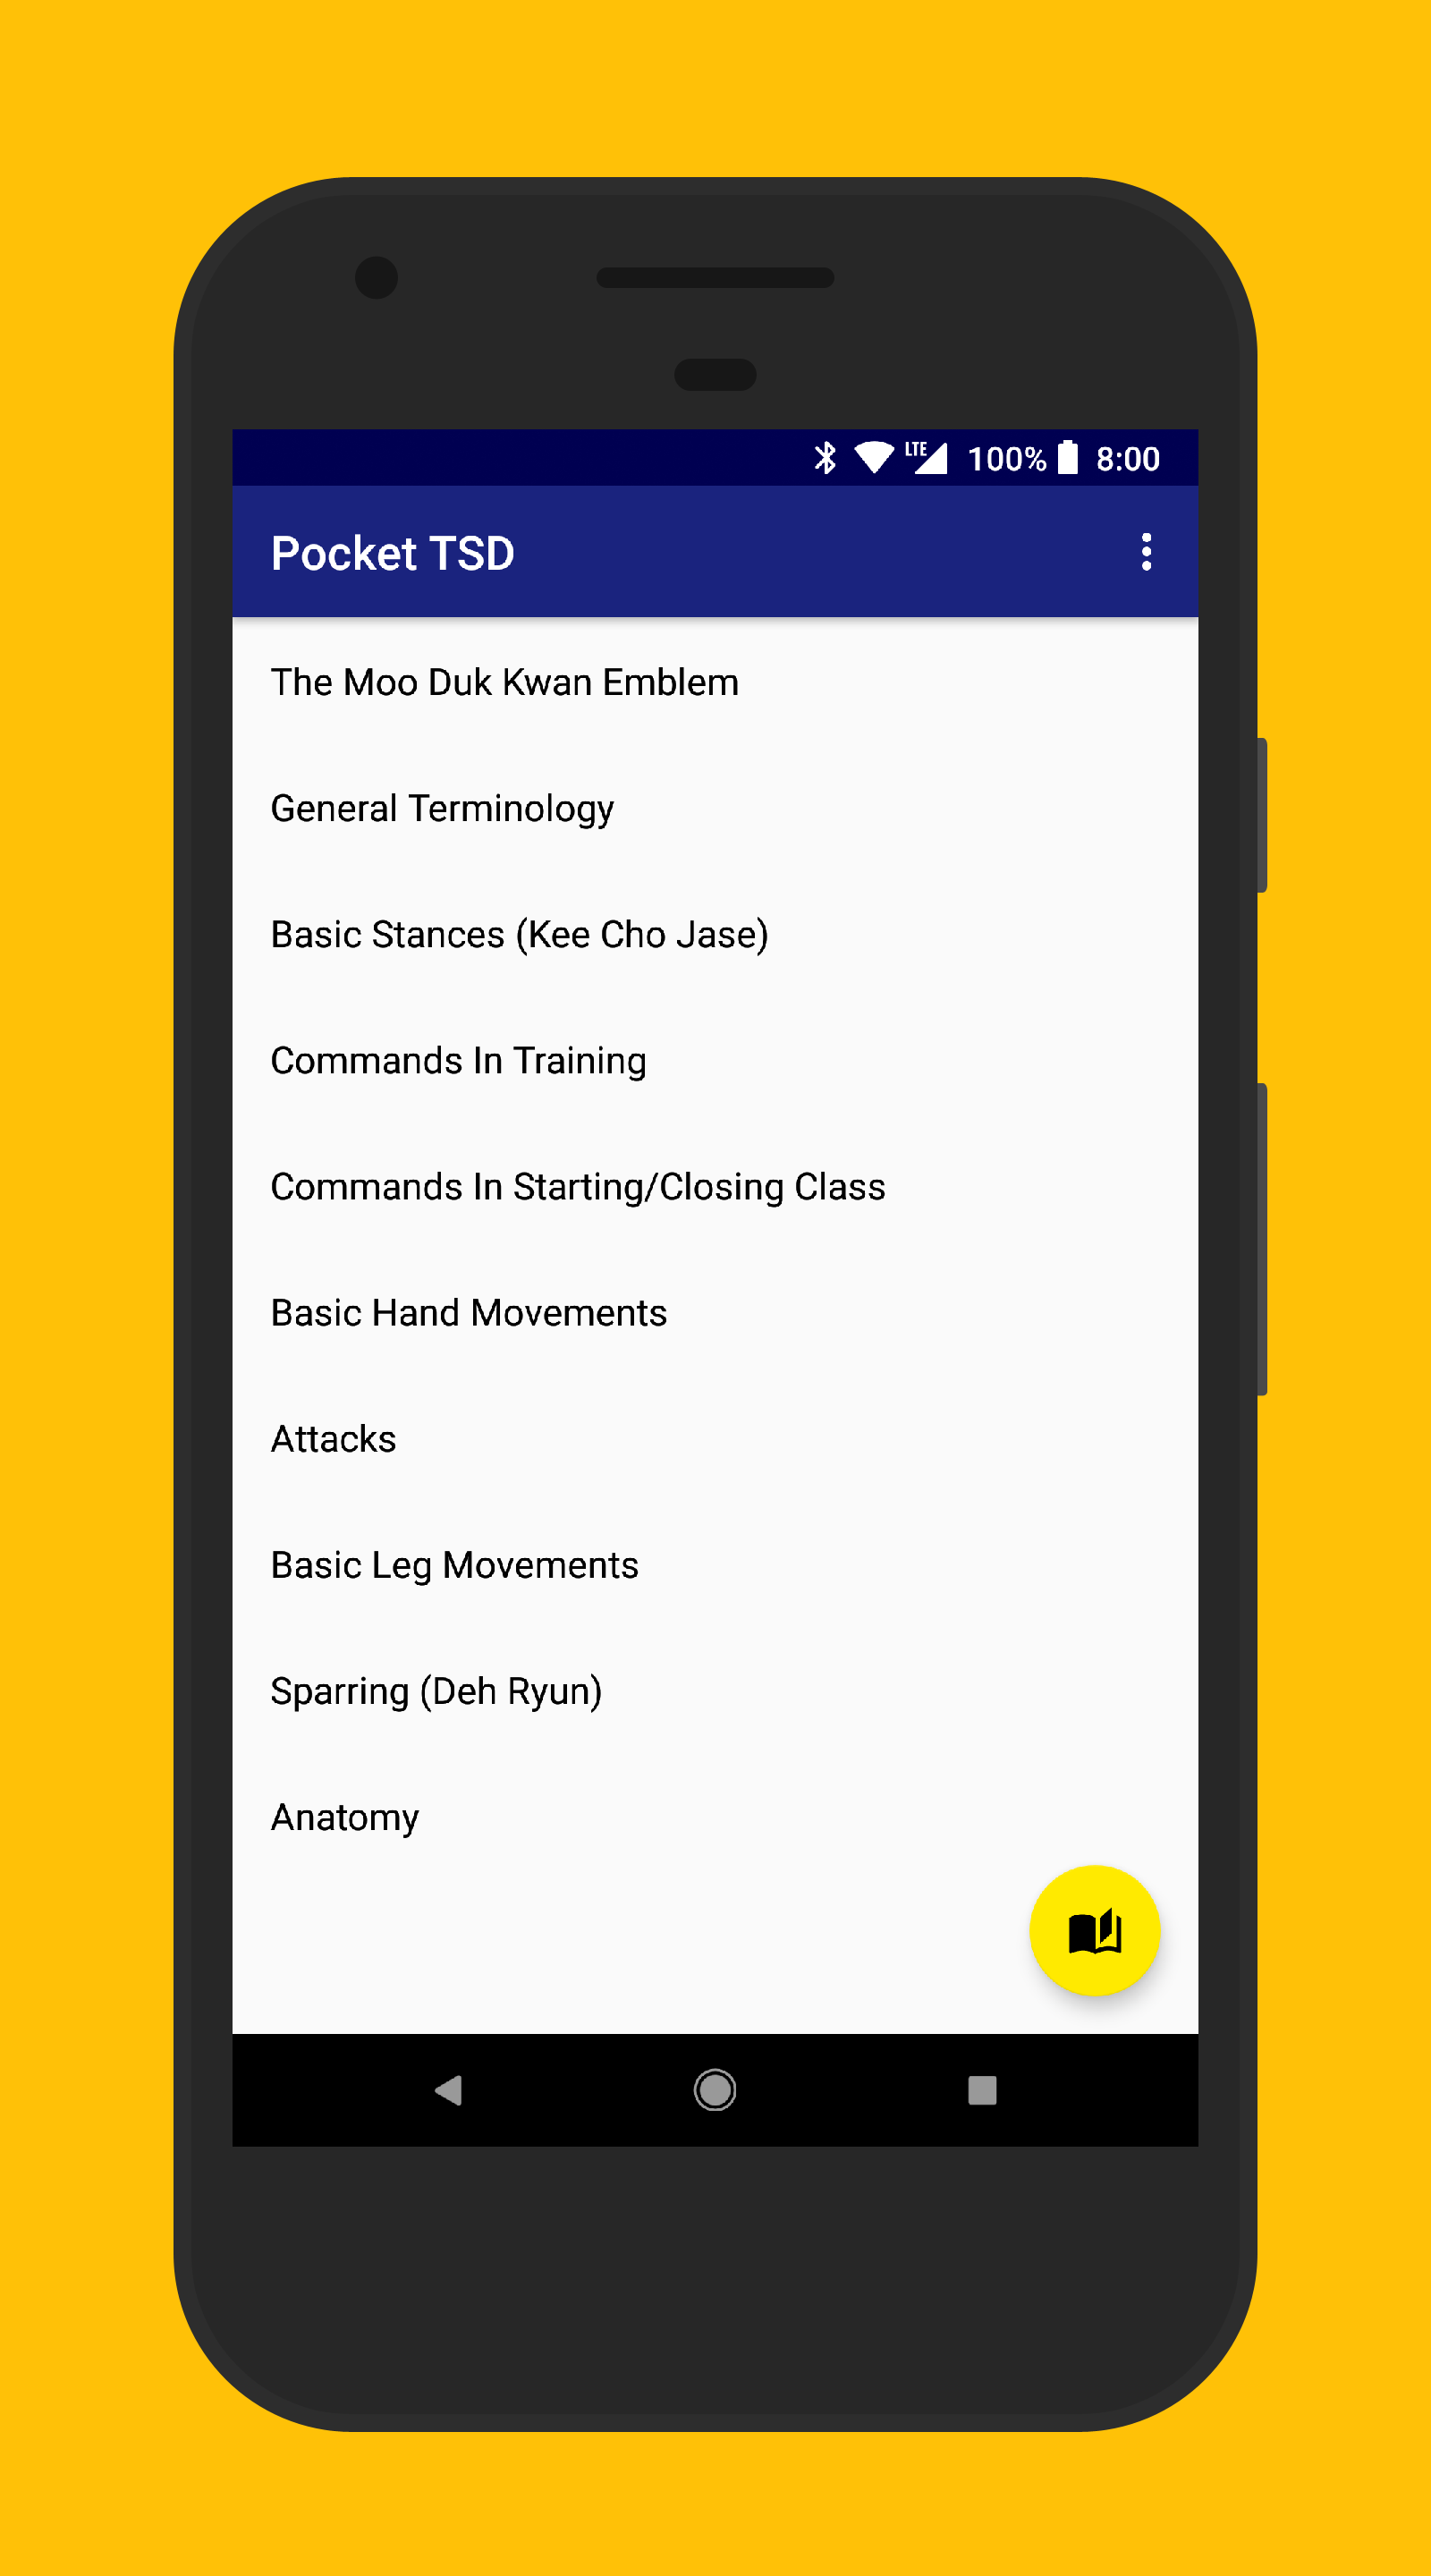 LTE 100% 8:00
Pocket TSD
The Moo Duk Kwan Emblem
General Terminology
Basic Stances (Kee Cho Jase)
Commands In Training
Commands In Starting/Closing Class
Basic Hand Movements
Attacks
Basic Leg Movements
Sparring (Deh Ryun)
Anatomy